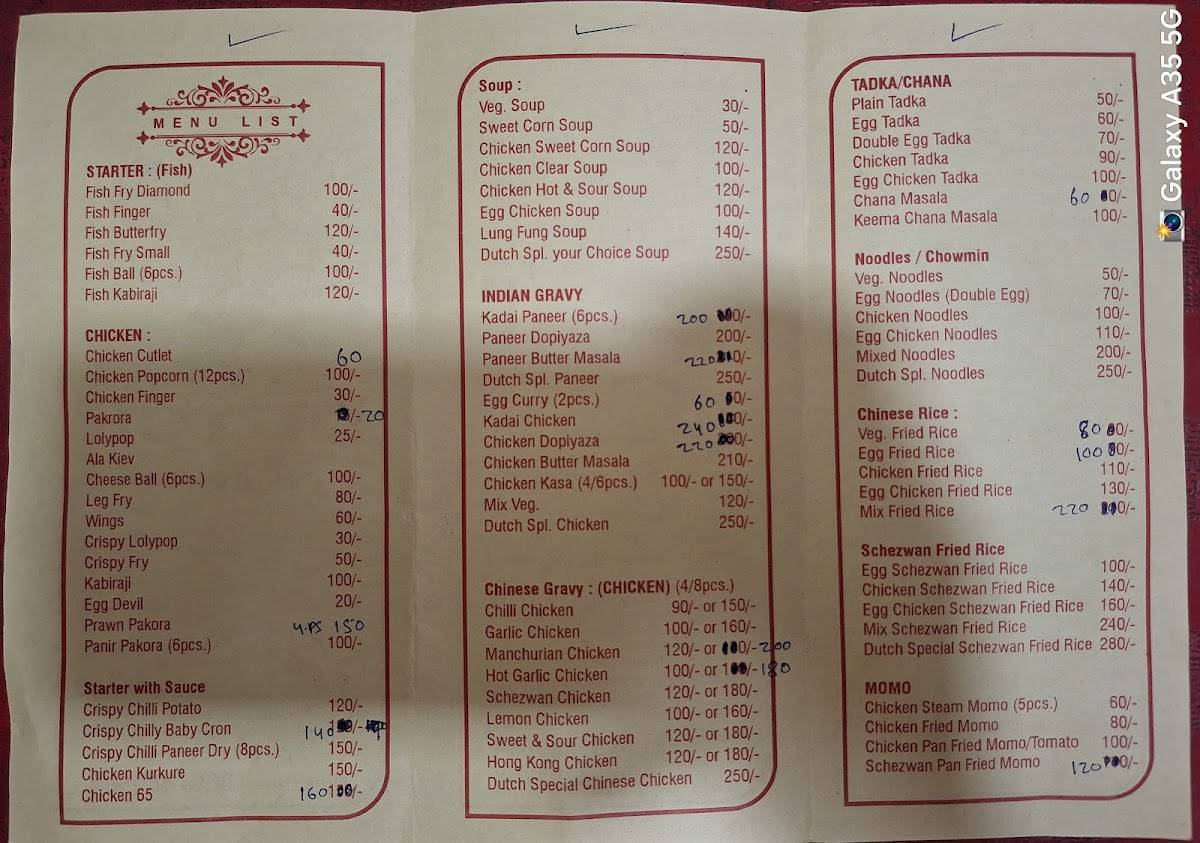 MENU LIST
STARTER : (Fish)
Fish Fry Diamond 100/-
Fish Finger 40/-
Fish Butterfry 120/-
Fish Fry Small 40/-
Fish Ball (6pcs.) 100/-
Fish Kabiraji 120/-
CHICKEN :
Chicken Cutlet 60
Chicken Popcorn (12pcs.) 100/-
Chicken Finger 30/-
Pakrora /-20
Lolypop 25/-
Ala Kiev
Cheese Ball (6pcs.) 100/-
Leg Fry 80/-
Wings 60/-
Crispy Lolypop 30/-
Crispy Fry 50/-
Kabiraji 100/-
Egg Devil 20/-
Prawn Pakora 4.PS 150
Panir Pakora (6pcs.) 100/-
Starter with Sauce
Crispy Chilli Potato 120/-
Crispy Chilly Baby Cron 140 /-
Crispy Chilli Paneer Dry (8pcs.) 150/-
Chicken Kurkure 150/-
Chicken 65 160 /-
Soup :
Veg. Soup 30/-
Sweet Corn Soup 50/-
Chicken Sweet Corn Soup 120/-
Chicken Clear Soup 100/-
Chicken Hot & Sour Soup 120/-
Egg Chicken Soup 100/-
Lung Fung Soup 140/-
Dutch Spl. your Choice Soup 250/-
INDIAN GRAVY
Kadai Paneer (6pcs.) 200 0/-
Paneer Dopiyaza 200/-
Paneer Butter Masala 220 0/-
Dutch Spl. Paneer 250/-
Egg Curry (2pcs.) 60 0/-
Kadai Chicken 240 0/-
Chicken Dopiyaza 220 0/-
Chicken Butter Masala 210/-
Chicken Kasa (4/6pcs.) 100/- or 150/-
Mix Veg. 120/-
Dutch Spl. Chicken 250/-
Chinese Gravy : (CHICKEN) (4/8pcs.)
Chilli Chicken 90/- or 150/-
Garlic Chicken 100/- or 160/-
Manchurian Chicken 120/- or 0/-200
Hot Garlic Chicken 100/- or 1 /-180
Schezwan Chicken 120/- or 180/-
Lemon Chicken 100/- or 160/-
Sweet & Sour Chicken 120/- or 180/-
Hong Kong Chicken 120/- or 180/-
Dutch Special Chinese Chicken 250/-
TADKA/CHANA
Plain Tadka 50/-
Egg Tadka 60/-
Double Egg Tadka 70/-
Chicken Tadka 90/-
Egg Chicken Tadka 100/-
Chana Masala 60 0/-
Keema Chana Masala 100/-
Noodles / Chowmin
Veg. Noodles 50/-
Egg Noodles (Double Egg) 70/-
Chicken Noodles 100/-
Egg Chicken Noodles 110/-
Mixed Noodles 200/-
Dutch Spl. Noodles 250/-
Chinese Rice :
Veg. Fried Rice 80 0/-
Egg Fried Rice 100 0/-
Chicken Fried Rice 110/-
Egg Chicken Fried Rice 130/-
Mix Fried Rice 220 0/-
Schezwan Fried Rice
Egg Schezwan Fried Rice 100/-
Chicken Schezwan Fried Rice 140/-
Egg Chicken Schezwan Fried Rice 160/-
Mix Schezwan Fried Rice 240/-
Dutch Special Schezwan Fried Rice 280/-
MOMO
Chicken Steam Momo (5pcs.) 60/-
Chicken Fried Momo 80/-
Chicken Pan Fried Momo/Tomato 100/-
Schezwan Pan Fried Momo 120 0/-
Galaxy A35 5G